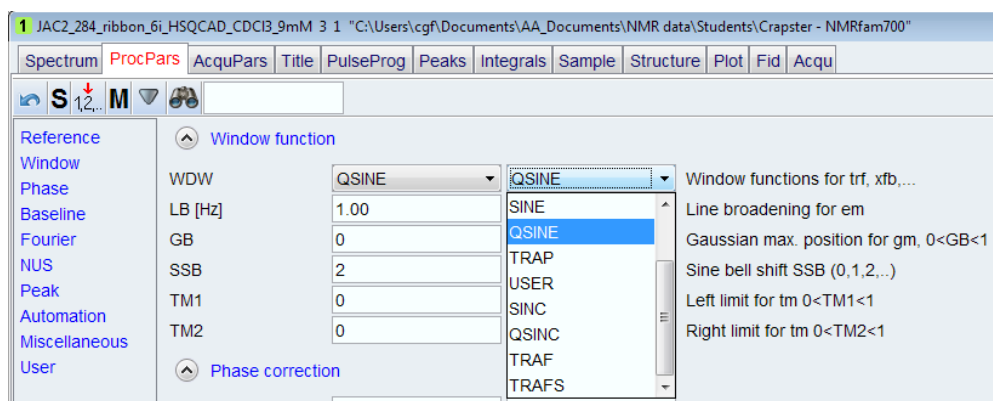 1 JAC2_284_ribbon_6i_HSQCAD_CDCl3_9mM 3 1 "C:\Users\cgf\Documents\AA_Documents\NMR data\Students\Crapster - NMRfam700"
Spectrum ProcPars AcquPars Title PulseProg Peaks Integrals Sample Structure Plot Fid Acqu
S 1,2,.. M
Reference
Window
Phase
Baseline
Fourier
NUS
Peak
Automation
Miscellaneous
User
Window function
WDW QSINE QSINE Window functions for trf, xfb,...
LB [Hz] 1.00 SINE Line broadening for em
GB 0 QSINE Gaussian max. position for gm, 0<GB<1
SSB 2 TRAP Sine bell shift SSB (0,1,2,..)
TM1 0 USER Left limit for tm 0<TM1<1
TM2 0 SINC Right limit for tm 0<TM2<1
QSINC
TRAF
TRAFS
Phase correction